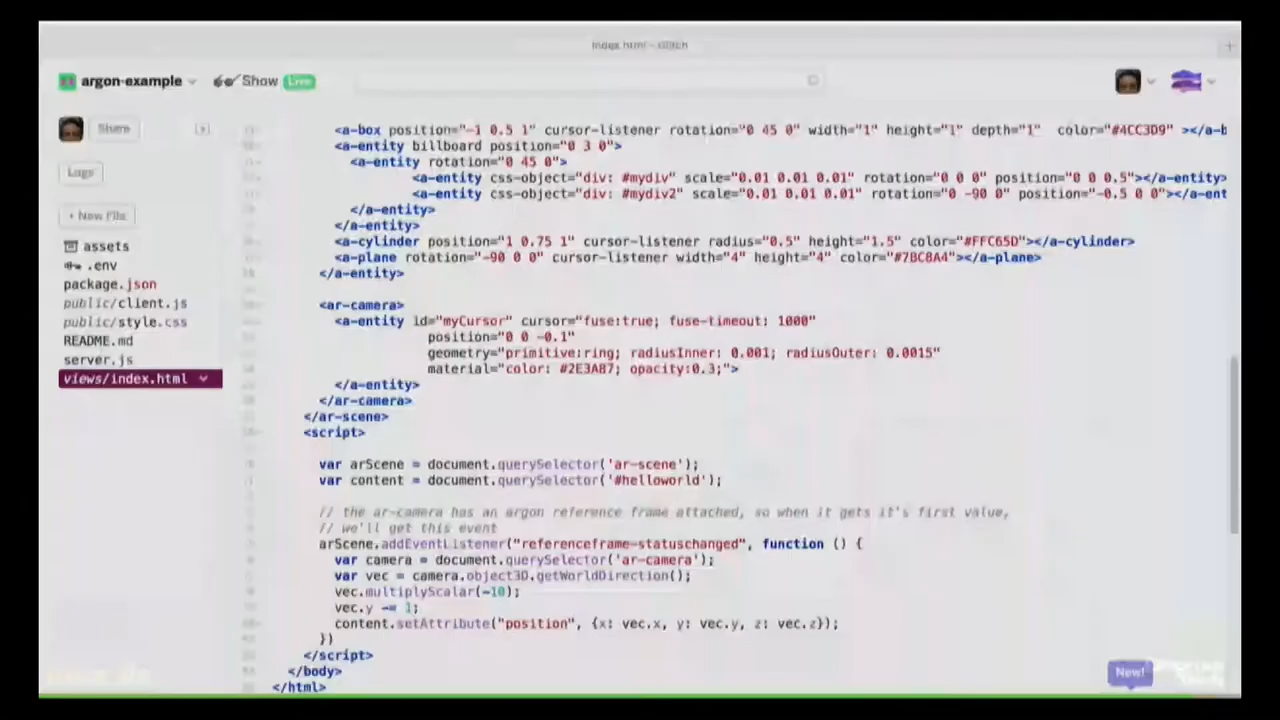 index.html - Glitch
+
argon-example
Show Live
Share
Logs
+ New File
assets
.env
package.json
public/client.js
public/style.css
README.md
server.js
views/index.html
<a-box position="-1 0.5 1" cursor-listener rotation="0 45 0" width="1" height="1" depth="1" color="#4CC3D9" ></a-b
<a-entity billboard position="0 3 0">
<a-entity rotation="0 45 0">
<a-entity css-object="div: #mydiv" scale="0.01 0.01 0.01" rotation="0 0 0" position="0 0 0.5"></a-entity>
<a-entity css-object="div: #mydiv2" scale="0.01 0.01 0.01" rotation="0 -90 0" position="-0.5 0 0"></a-ent
</a-entity>
</a-entity>
<a-cylinder position="1 0.75 1" cursor-listener radius="0.5" height="1.5" color="#FFC65D"></a-cylinder>
<a-plane rotation="-90 0 0" cursor-listener width="4" height="4" color="#7BC8A4"></a-plane>
</a-entity>
<ar-camera>
<a-entity id="myCursor" cursor="fuse:true; fuse-timeout: 1000"
position="0 0 -0.1"
geometry="primitive:ring; radiusInner: 0.001; radiusOuter: 0.0015"
material="color: #2E3A87; opacity:0.3;">
</a-entity>
</ar-camera>
</ar-scene>
<script>
var arScene = document.querySelector('ar-scene');
var content = document.querySelector('#helloworld');
// the ar-camera has an argon reference frame attached, so when it gets it's first value,
// we'll get this event
arScene.addEventListener("referenceframe-statuschanged", function () {
var camera = document.querySelector('ar-camera');
var vec = camera.object3D.getWorldDirection();
vec.multiplyScalar(-10);
vec.y -= 1;
content.setAttribute("position", {x: vec.x, y: vec.y, z: vec.z});
})
</script>
</body>
</html>
New!